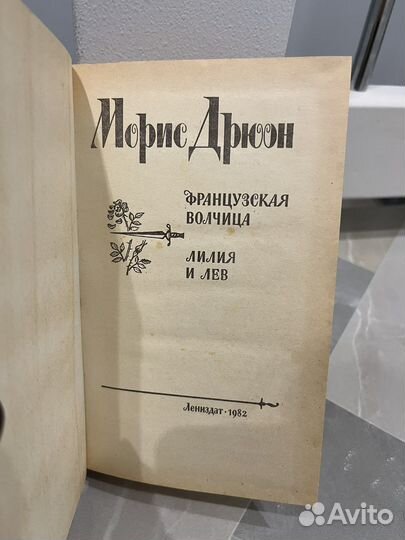 Морис Дрюон
ФРАНЦУЗСКАЯ
ВОЛЧИЦА
ЛИЛИЯ
И ЛЕВ
Лениздат · 1982
Avito